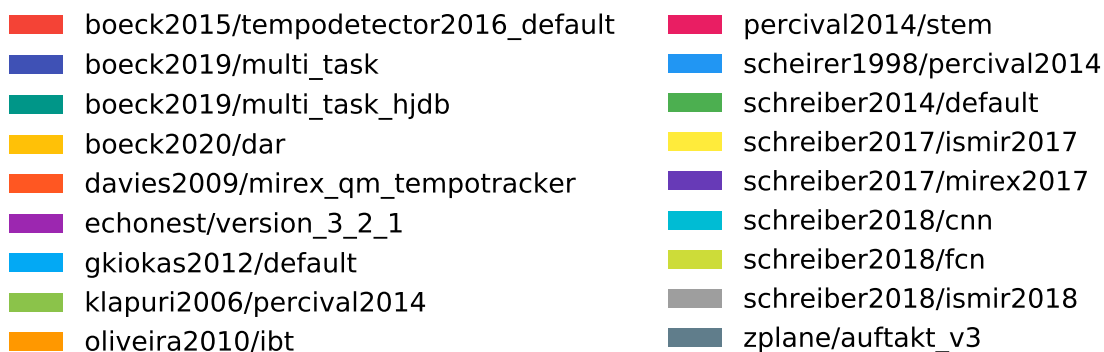 boeck2015/tempodetector2016_default
boeck2019/multi_task
boeck2019/multi_task_hjdb
boeck2020/dar
davies2009/mirex_qm_tempotracker
echonest/version_3_2_1
gkiokas2012/default
klapuri2006/percival2014
oliveira2010/ibt
percival2014/stem
scheirer1998/percival2014
schreiber2014/default
schreiber2017/ismir2017
schreiber2017/mirex2017
schreiber2018/cnn
schreiber2018/fcn
schreiber2018/ismir2018
zplane/auftakt_v3